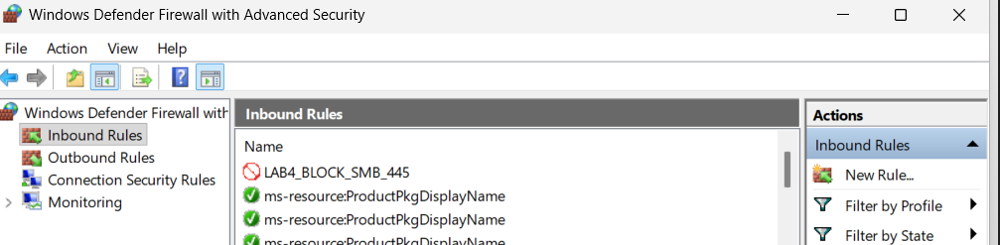 Windows Defender Firewall with Advanced Security
File Action View Help
Windows Defender Firewall with
Inbound Rules
Outbound Rules
Connection Security Rules
Monitoring
Inbound Rules
Name
LAB4_BLOCK_SMB_445
ms-resource:ProductPkgDisplayName
ms-resource:ProductPkgDisplayName
ms-resource:ProductPkgDisplayName
Actions
Inbound Rules
New Rule...
Filter by Profile
Filter by State